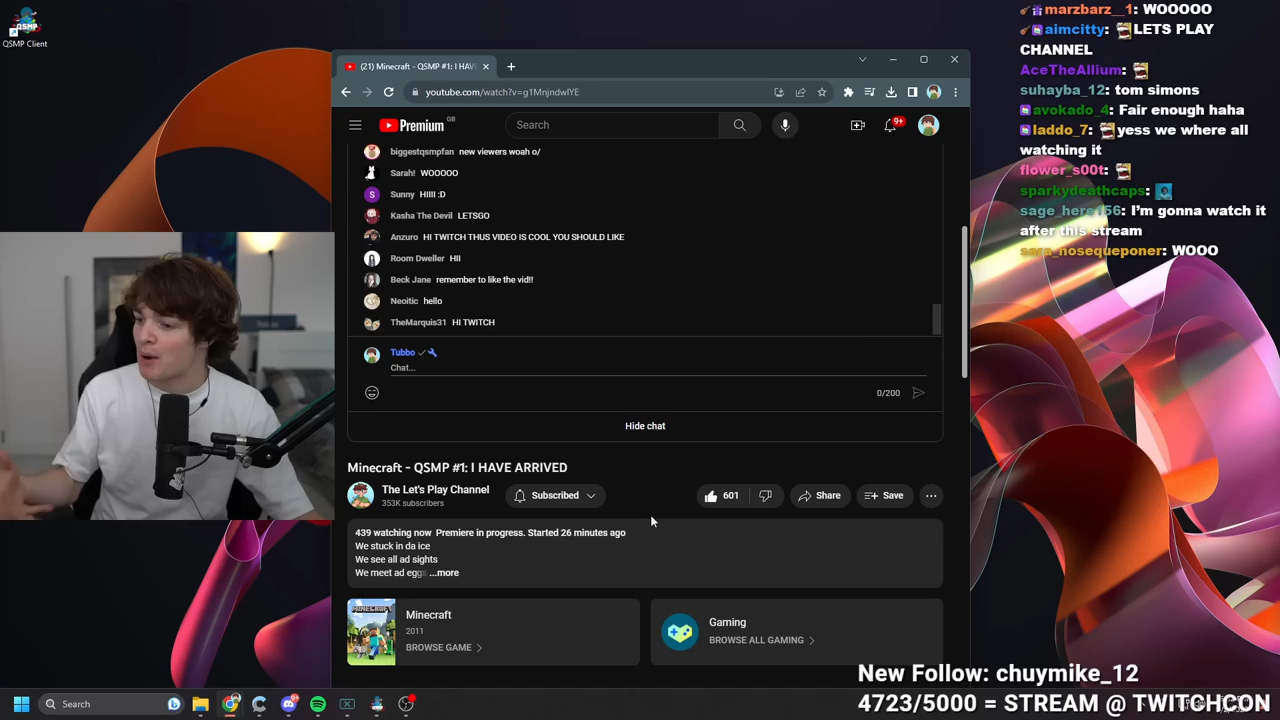 QSMP Client
(21) Minecraft - QSMP #1: I HAVE
youtube.com/watch?v=g1MnjndwlYE
Premium GB
Search
9+
biggestqsmpfan new viewers woah o/
Sarah! WOOOOO
S Sunny HIIII :D
Kasha The Devil LETSGO
Anzuro HI TWITCH THUS VIDEO IS COOL YOU SHOULD LIKE
Room Dweller HII
Beck Jane remember to like the vid!!
Neoitic hello
TheMarquis31 HI TWITCH
Tubbo
Chat...
0/200
Hide chat
Minecraft - QSMP #1: I HAVE ARRIVED
The Let's Play Channel
353K subscribers
Subscribed
601
Share
Save
439 watching now Premiere in progress. Started 26 minutes ago
We stuck in da ice
We see all ad sights
We meet ad eggs ...more
MINECRAFT
Minecraft
2011
BROWSE GAME
Gaming
BROWSE ALL GAMING
marzbarz__1: WOOOOO
aimcitty: LETS PLAY
CHANNEL
AceTheAllium:
suhayba_12: tom simons
avokado_4: Fair enough haha
laddo_7: yess we where all
watching it
flower_s00t:
sparkydeathcaps:
sage_here156: I'm gonna watch it
after this stream
sara_nosequeponer: WOOO
New Follow: chuymike_12
4723/5000 = STREAM @ TWITCHCON
Search